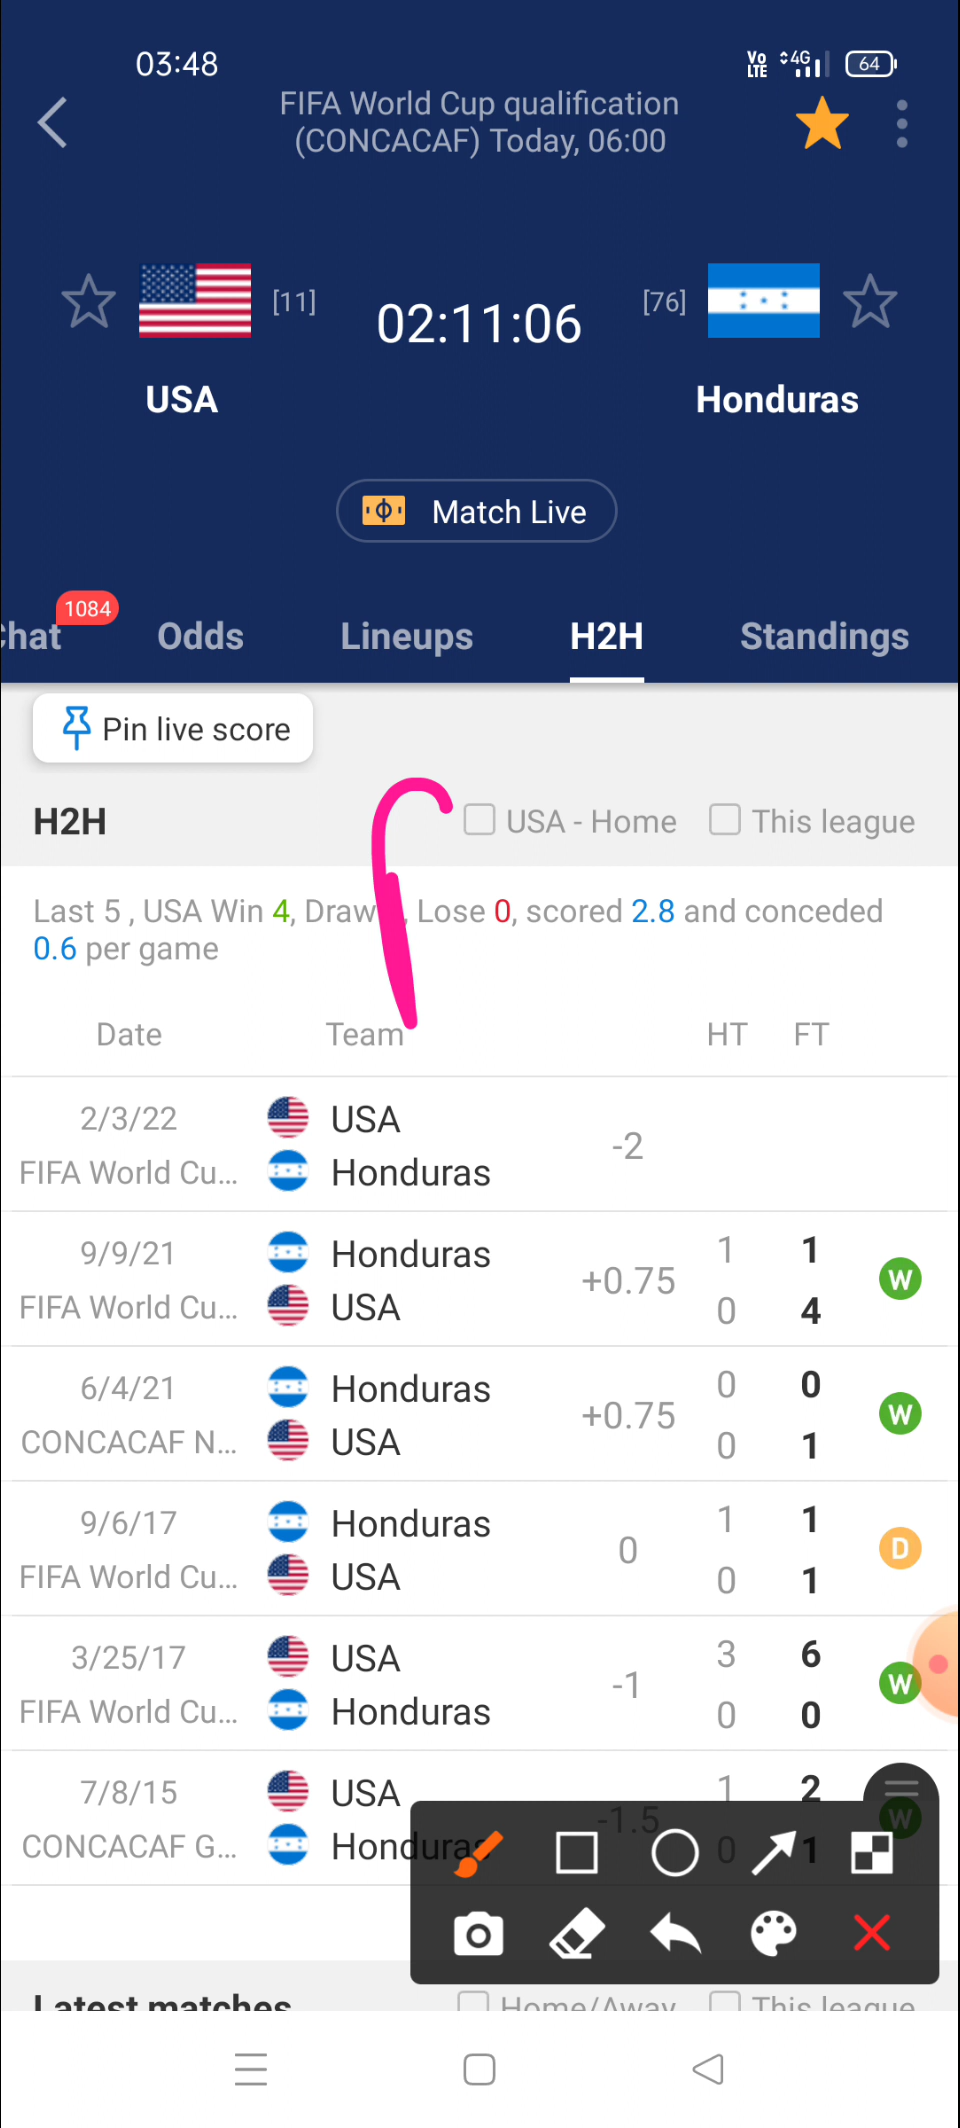 03:48
Vo LTE 4G 64
FIFA World Cup qualification
(CONCACAF) Today, 06:00
[11] 02:11:06 [76]
USA Honduras
Match Live
1084
Odds Lineups H2H Standings
Pin live score
H2H USA - Home This league
Last 5 , USA Win 4, Draw , Lose 0, scored 2.8 and conceded
0.6 per game
Date Team HT FT
2/3/22 USA
-2
FIFA World Cu... Honduras
9/9/21 Honduras 1 1
+0.75 W
FIFA World Cu... USA 0 4
6/4/21 Honduras 0 0
+0.75 W
CONCACAF N... USA 0 1
9/6/17 Honduras 1 1
0 D
FIFA World Cu... USA 0 1
3/25/17 USA 3 6
-1 W
FIFA World Cu... Honduras 0 0
7/8/15 USA 1 2
-1.5 W
CONCACAF G... Honduras 0 1
Latest matches Home/Away This league